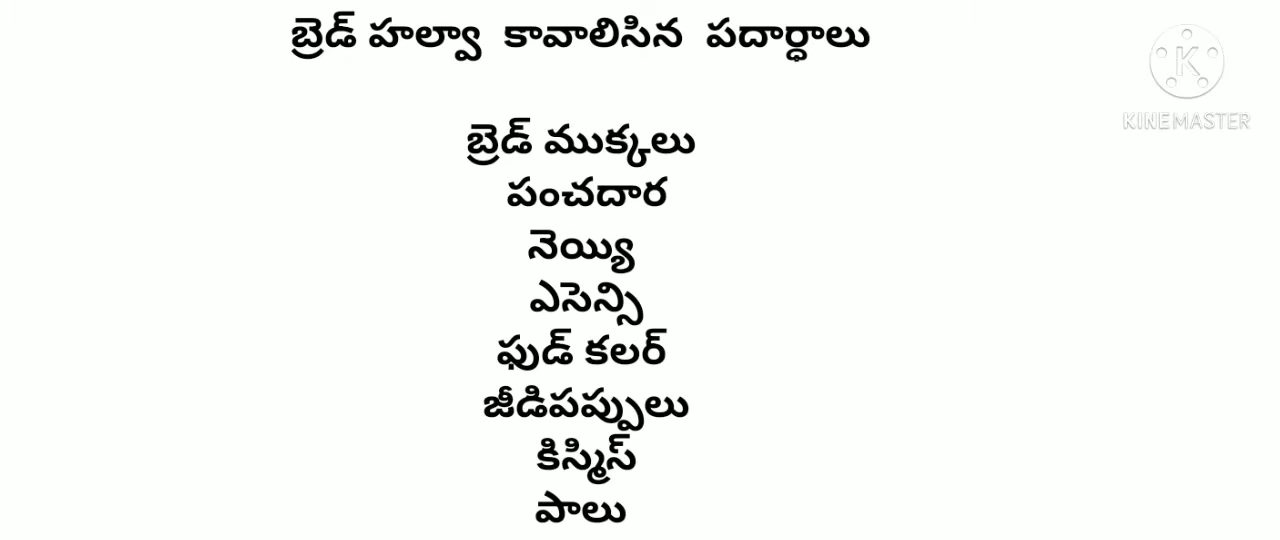 బ్రెడ్ హల్వా కావాలిసిన పదార్ధాలు
KINEMASTER
బ్రెడ్ ముక్కలు
పంచదార
నెయ్యి
ఎసెన్సి
ఫుడ్ కలర్
జీడిపప్పులు
కిస్మిస్
పాలు